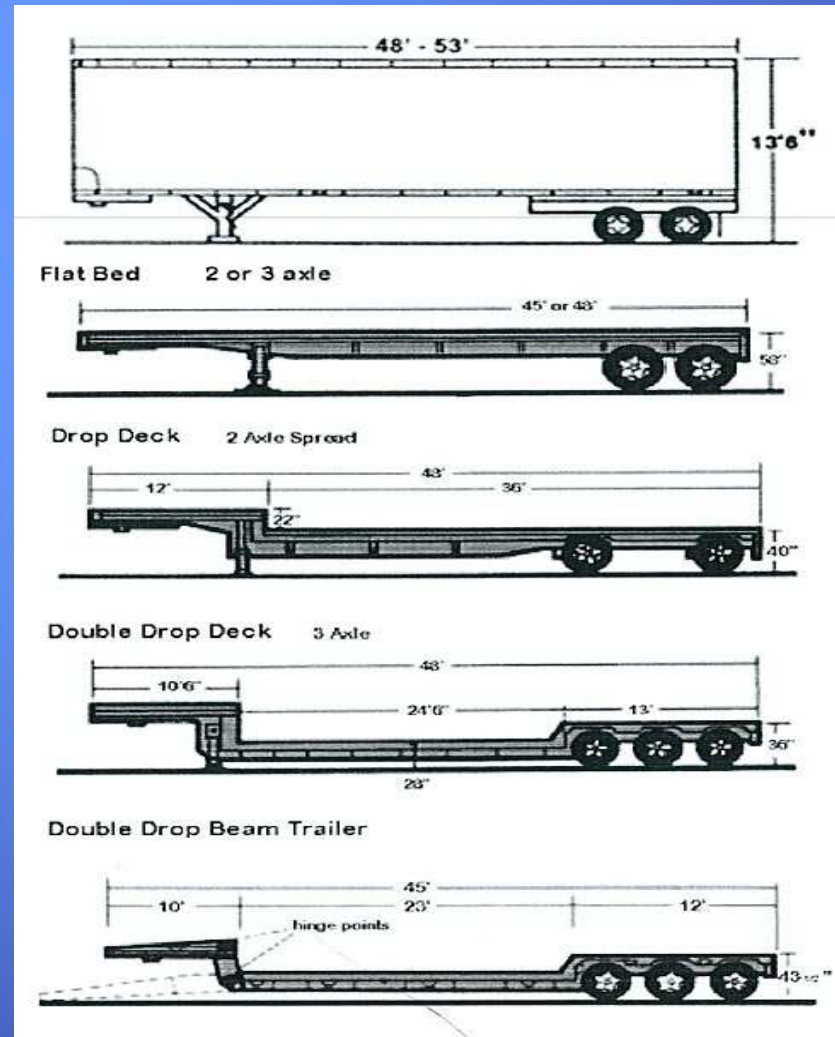 48' - 53'
13'6"
Flat Bed 2 or 3 axle
45' or 48'
58"
Drop Deck 2 Axle Spread
48'
12' 36'
22"
40"
Double Drop Deck 3 Axle
48'
10'6"
24'6" 13'
36"
28"
Double Drop Beam Trailer
45'
10' 23' 12'
hinge points